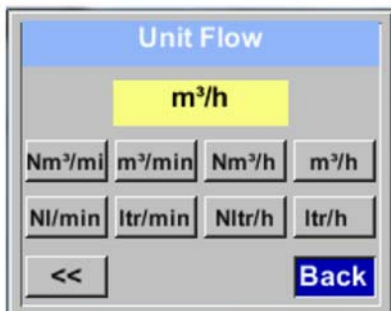 Unit Flow
m³/h
Nm³/mi m³/min Nm³/h m³/h
Nl/min ltr/min Nltr/h ltr/h
<< Back